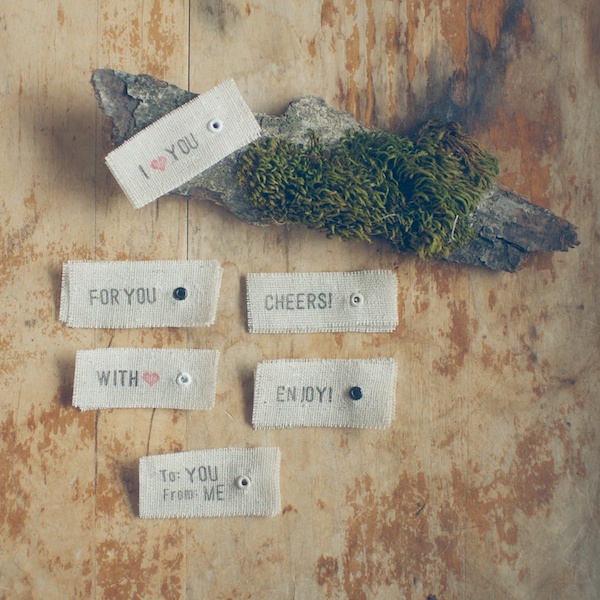 I ❤ YOU
FOR YOU
CHEERS!
WITH ❤
ENJOY!
To: YOU
From: ME